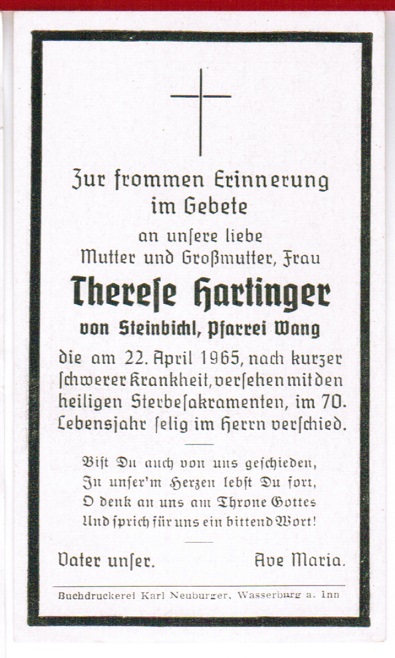 Zur frommen Erinnerung
im Gebete
an unſere liebe
Mutter und Großmutter, Frau
Thereſe Hartinger
von Steinbichl, Pfarrei Wang
die am 22. April 1965, nach kurzer
ſchwerer Krankheit, verſehen mit den
heiligen Sterbeſakramenten, im 70.
Lebensjahr ſelig im Herrn verſchied.
Biſt Du auch von uns geſchieden,
In unſer'm Herzen lebſt Du fort,
O denk an uns am Throne Gottes
Und ſprich für uns ein bittend Wort!
Vater unſer. Ave Maria.
Buchdruckerei Karl Neuburger, Wasserburg a. Inn